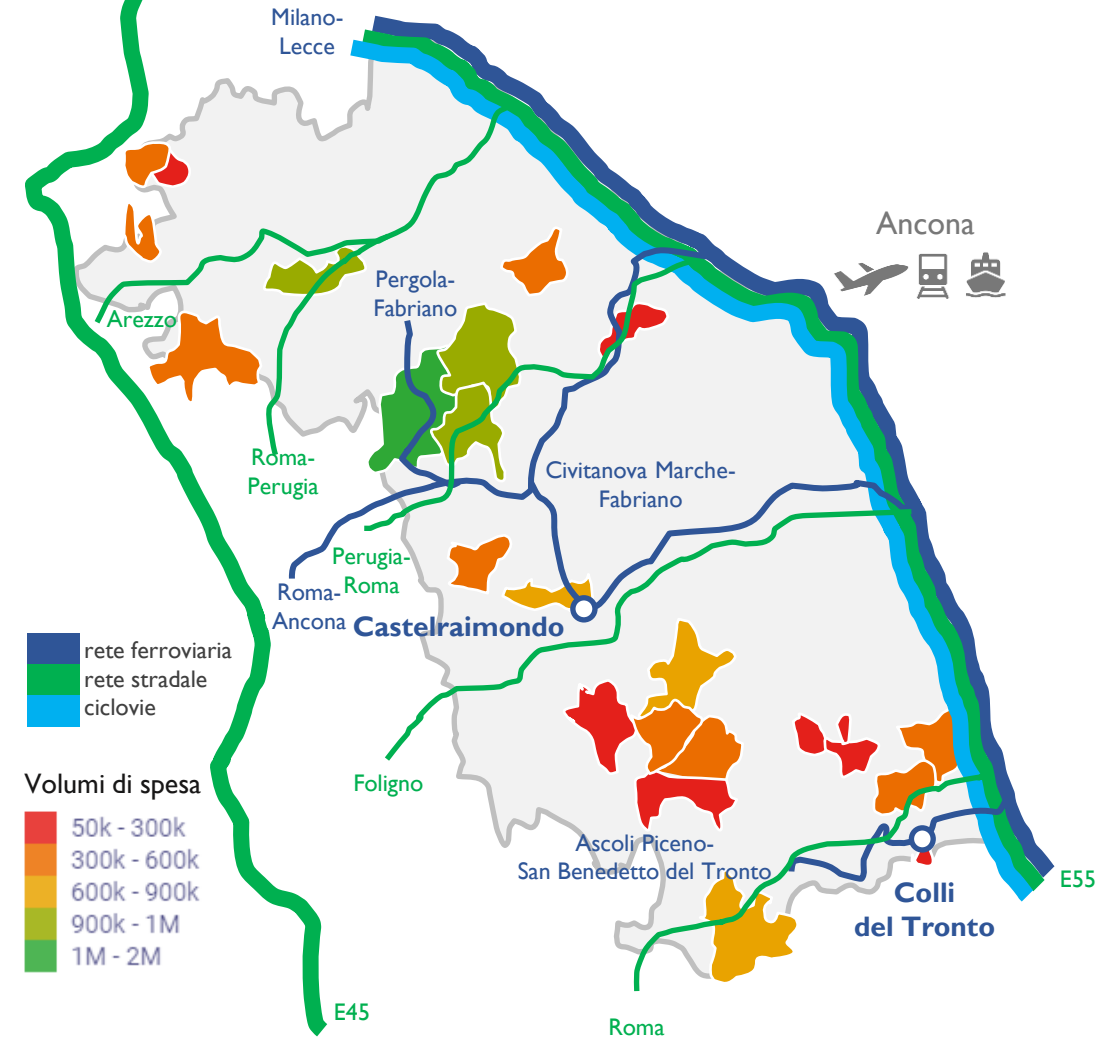 Milano-
Lecce
Ancona
Pergola-
Fabriano
Arezzo
Roma-
Perugia
Civitanova Marche-
Fabriano
Perugia-
Roma
Roma-
Ancona
Castelraimondo
rete ferroviaria
rete stradale
ciclovie
Foligno
Volumi di spesa
50k - 300k
300k - 600k
600k - 900k
900k - 1M
1M - 2M
Ascoli Piceno-
San Benedetto del Tronto
E55
Colli
del Tronto
E45
Roma